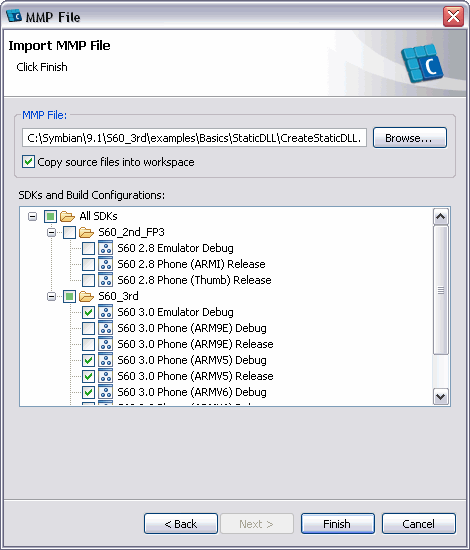 MMP File
Import MMP File
Click Finish
MMP File:
C:\Symbian\9.1\S60_3rd\examples\Basics\StaticDLL\CreateStaticDLL.
Browse...
Copy source files into workspace
SDKs and Build Configurations:
All SDKs
S60_2nd_FP3
S60 2.8 Emulator Debug
S60 2.8 Phone (ARMI) Release
S60 2.8 Phone (Thumb) Release
S60_3rd
S60 3.0 Emulator Debug
S60 3.0 Phone (ARM9E) Debug
S60 3.0 Phone (ARM9E) Release
S60 3.0 Phone (ARMV5) Debug
S60 3.0 Phone (ARMV5) Release
S60 3.0 Phone (ARMV6) Debug
< Back Next > Finish Cancel